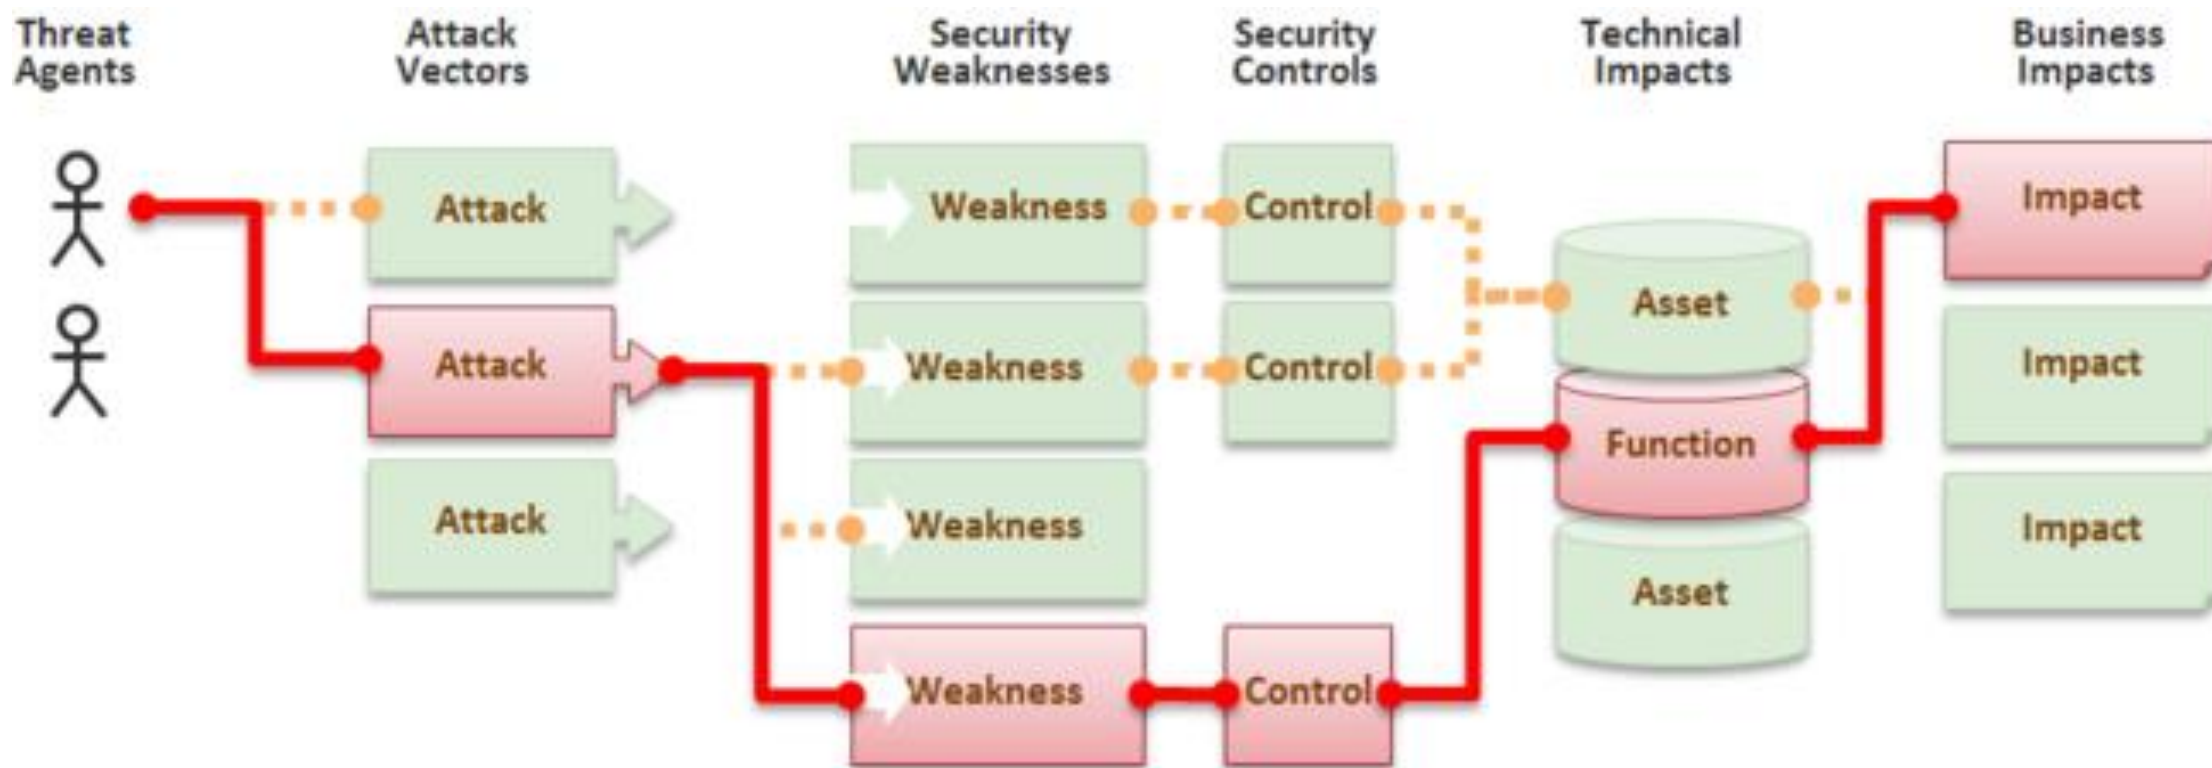 Threat
Agents
Attack
Vectors
Security
Weaknesses
Security
Controls
Technical
Impacts
Business
Impacts
Attack
Weakness
Control
Impact
Asset
Attack
Weakness
Control
Impact
Function
Attack
Weakness
Impact
Asset
Weakness
Control